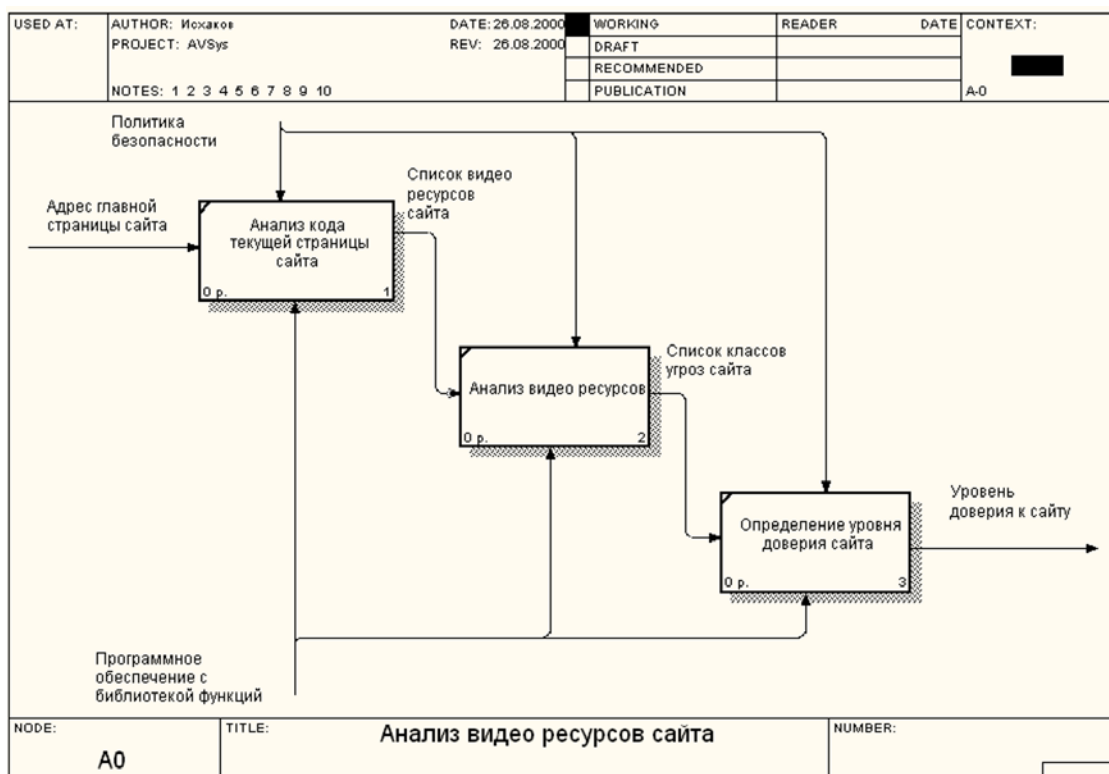 USED AT:
AUTHOR: Исхаков
DATE: 26.08.2000
WORKING
READER
DATE
CONTEXT:
PROJECT: AVSys
REV: 26.08.2000
DRAFT
RECOMMENDED
NOTES: 1 2 3 4 5 6 7 8 9 10
PUBLICATION
A-0
Политика
безопасности
Адрес главной
страницы сайта
Анализ кода
текущей страницы
сайта
0 р.
1
Список видео
ресурсов
сайта
Анализ видео ресурсов
0 р.
2
Список классов
угроз сайта
Определение уровня
доверия сайта
0 р.
3
Уровень
доверия к сайту
Программное
обеспечение с
библиотекой функций
NODE:
A0
TITLE:
Анализ видео ресурсов сайта
NUMBER: